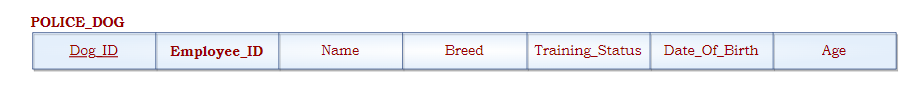 POLICE_DOG
Dog_ID Employee_ID Name Breed Training_Status Date_Of_Birth Age